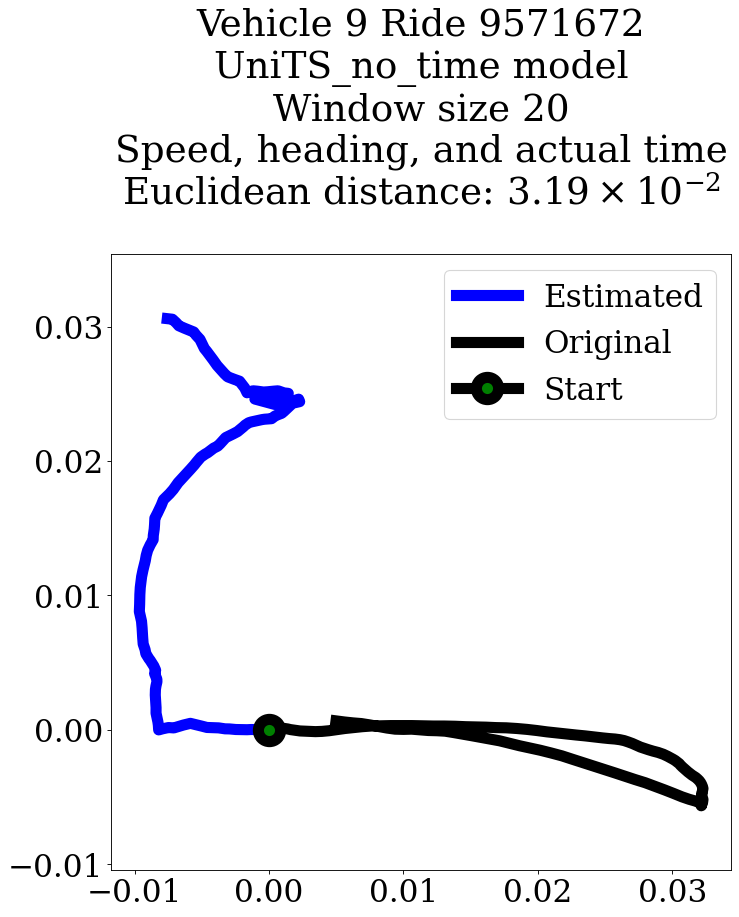 Vehicle 9 Ride 9571672
UniTS_no_time model
Window size 20
Speed, heading, and actual time
Euclidean distance: 3.19 × 10⁻²
Estimated
Original
Start
0.03
0.02
0.01
0.00
−0.01
−0.01 0.00 0.01 0.02 0.03